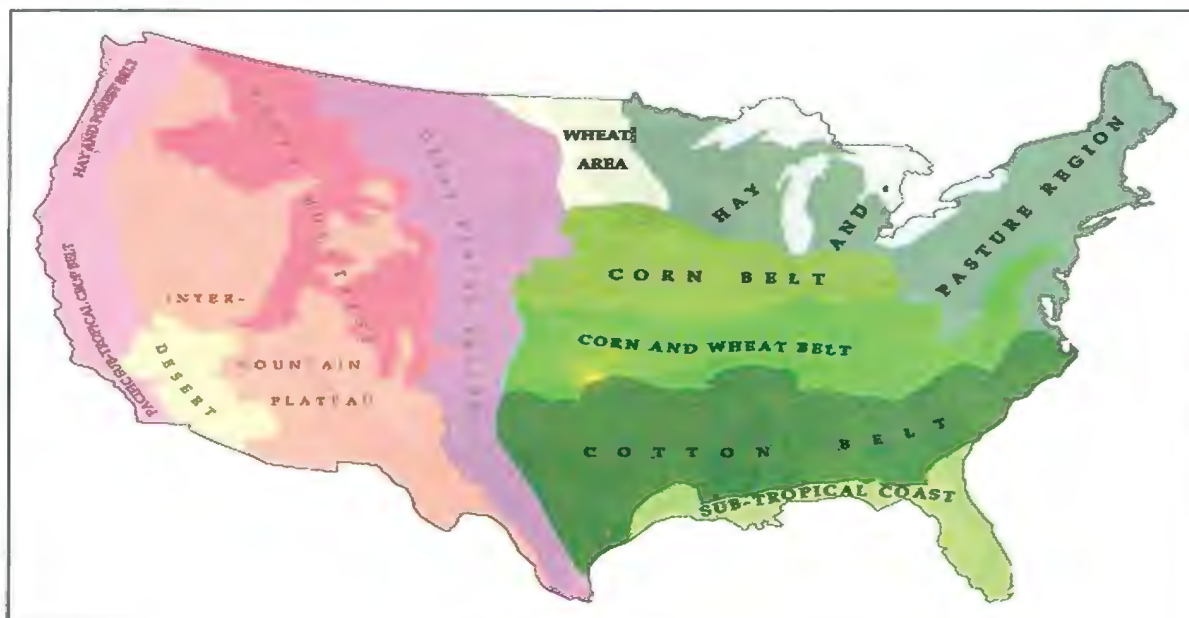 HAY AND FOREST BELT
PACIFIC SUB-TROPICAL CROP BELT
INTER-
MOUNTAIN
PLATEAU
DESERT
WHEAT
AREA
HAY
AND
PASTURE REGION
CORN BELT
CORN AND WHEAT BELT
COTTON BELT
SUB-TROPICAL COAST